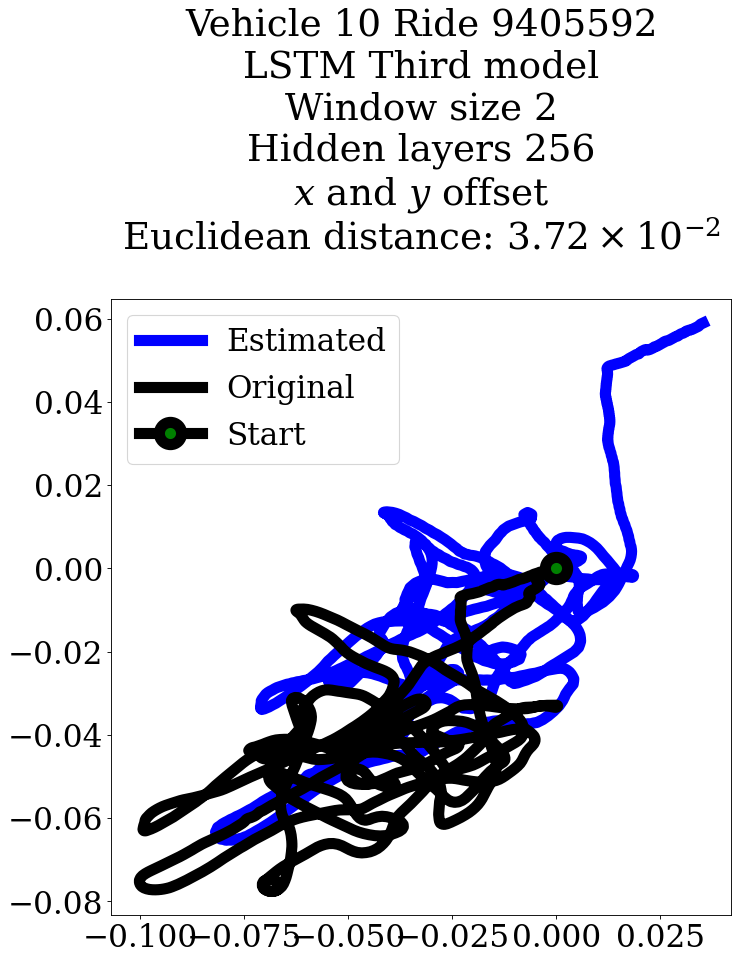 Vehicle 10 Ride 9405592
LSTM Third model
Window size 2
Hidden layers 256
x and y offset
Euclidean distance: 3.72 × 10⁻²
Estimated
Original
Start
0.06
0.04
0.02
0.00
−0.02
−0.04
−0.06
−0.08
−0.100 −0.075 −0.050 −0.025 0.000 0.025